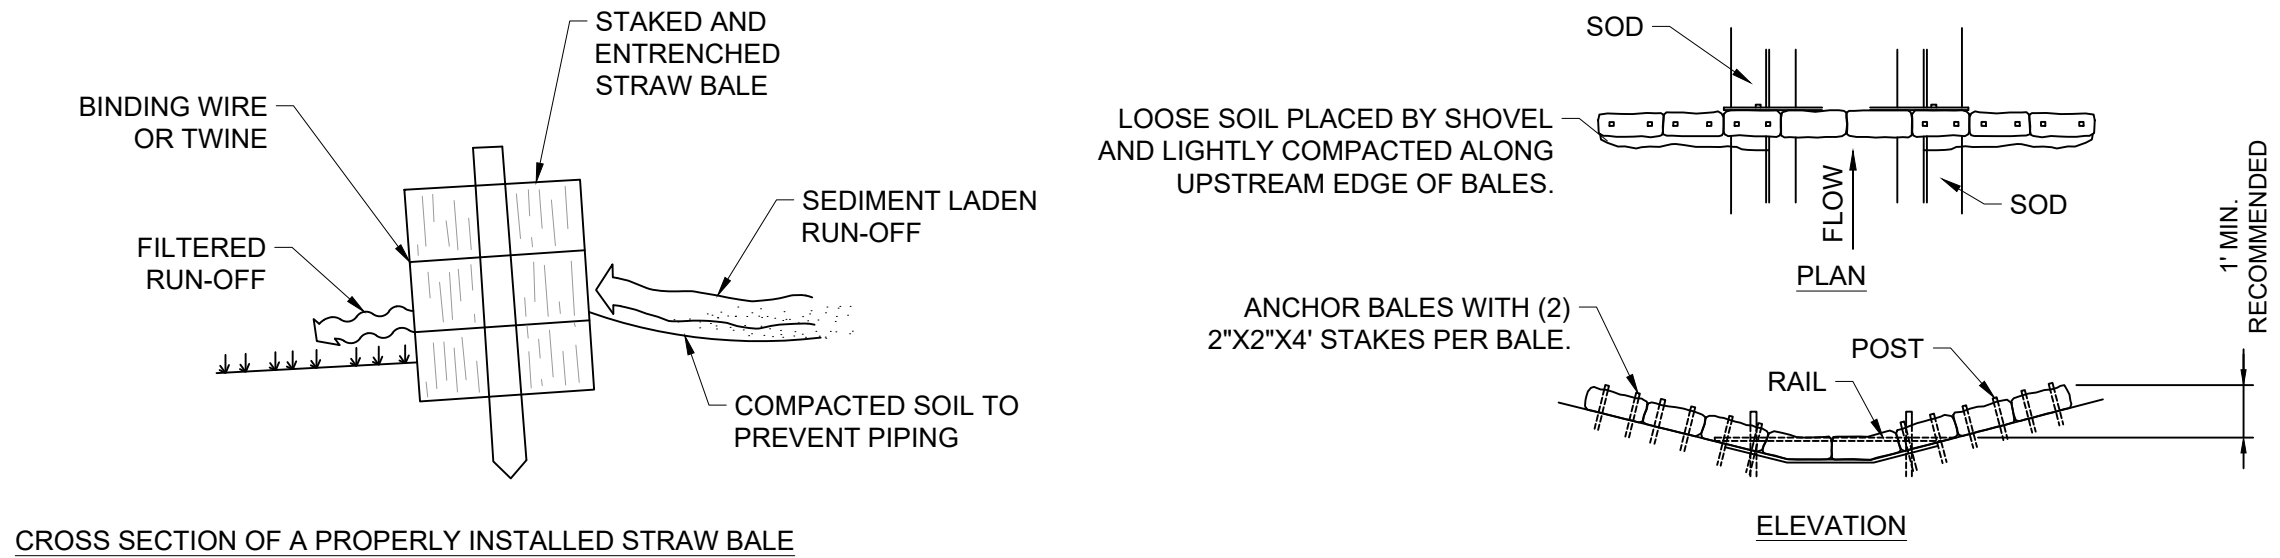 STAKED AND
ENTRENCHED
STRAW BALE
BINDING WIRE
OR TWINE
SEDIMENT LADEN
RUN-OFF
FILTERED
RUN-OFF
COMPACTED SOIL TO
PREVENT PIPING
CROSS SECTION OF A PROPERLY INSTALLED STRAW BALE
SOD
LOOSE SOIL PLACED BY SHOVEL
AND LIGHTLY COMPACTED ALONG
UPSTREAM EDGE OF BALES.
FLOW
SOD
PLAN
ANCHOR BALES WITH (2)
2"X2"X4' STAKES PER BALE.
POST
RAIL
1' MIN.
RECOMMENDED
ELEVATION